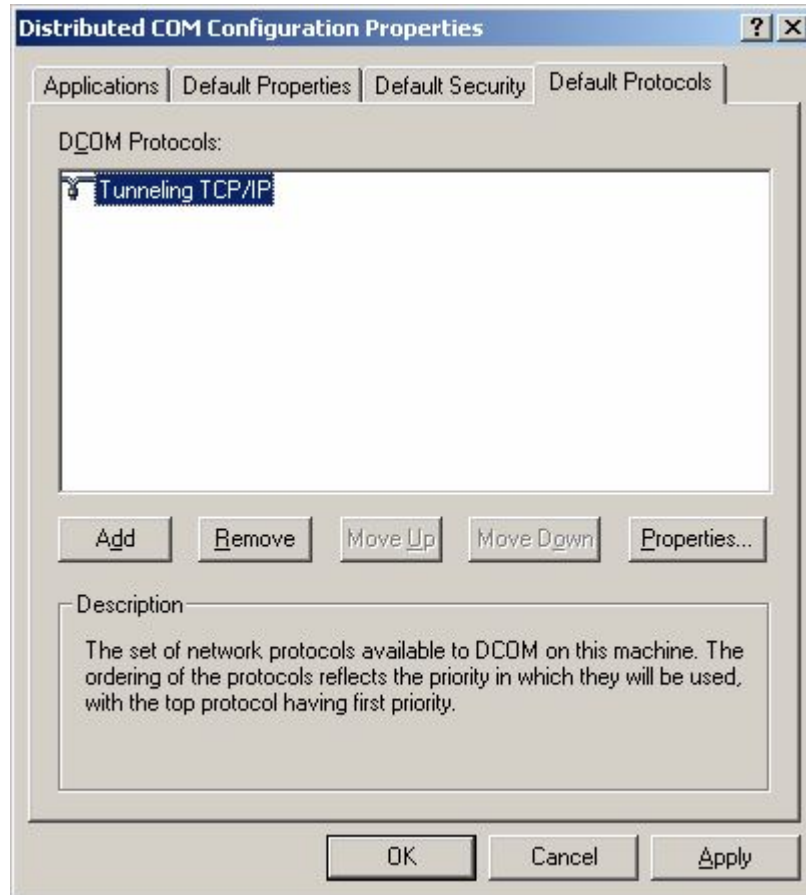 Distributed COM Configuration Properties
Applications Default Properties Default Security Default Protocols
DCOM Protocols:
Tunneling TCP/IP
Add Remove Move Up Move Down Properties...
Description
The set of network protocols available to DCOM on this machine. The
ordering of the protocols reflects the priority in which they will be used,
with the top protocol having first priority.
OK Cancel Apply